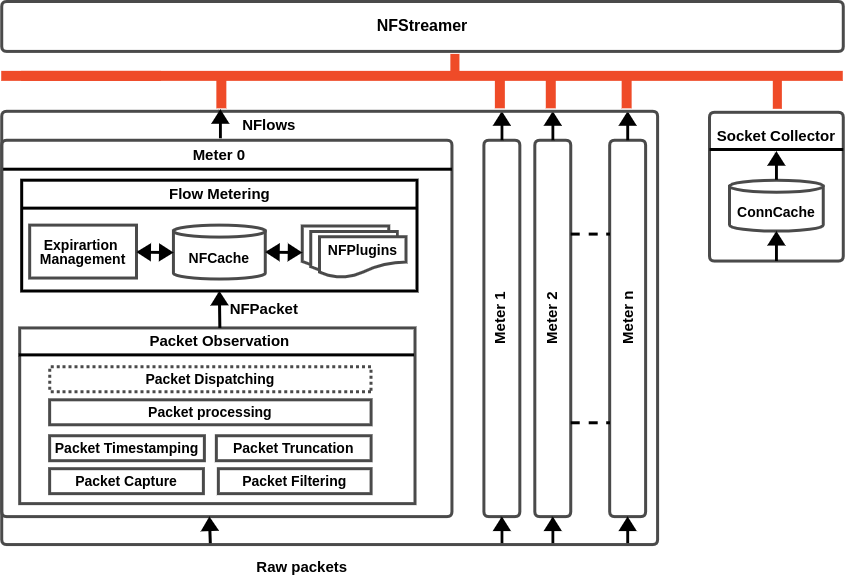 NFStreamer
NFlows
Meter 0
Flow Metering
Expirartion
Management
NFCache
NFPlugins
NFPacket
Packet Observation
Packet Dispatching
Packet processing
Packet Timestamping
Packet Truncation
Packet Capture
Packet Filtering
Raw packets
Meter 1
Meter 2
Meter n
Socket Collector
ConnCache